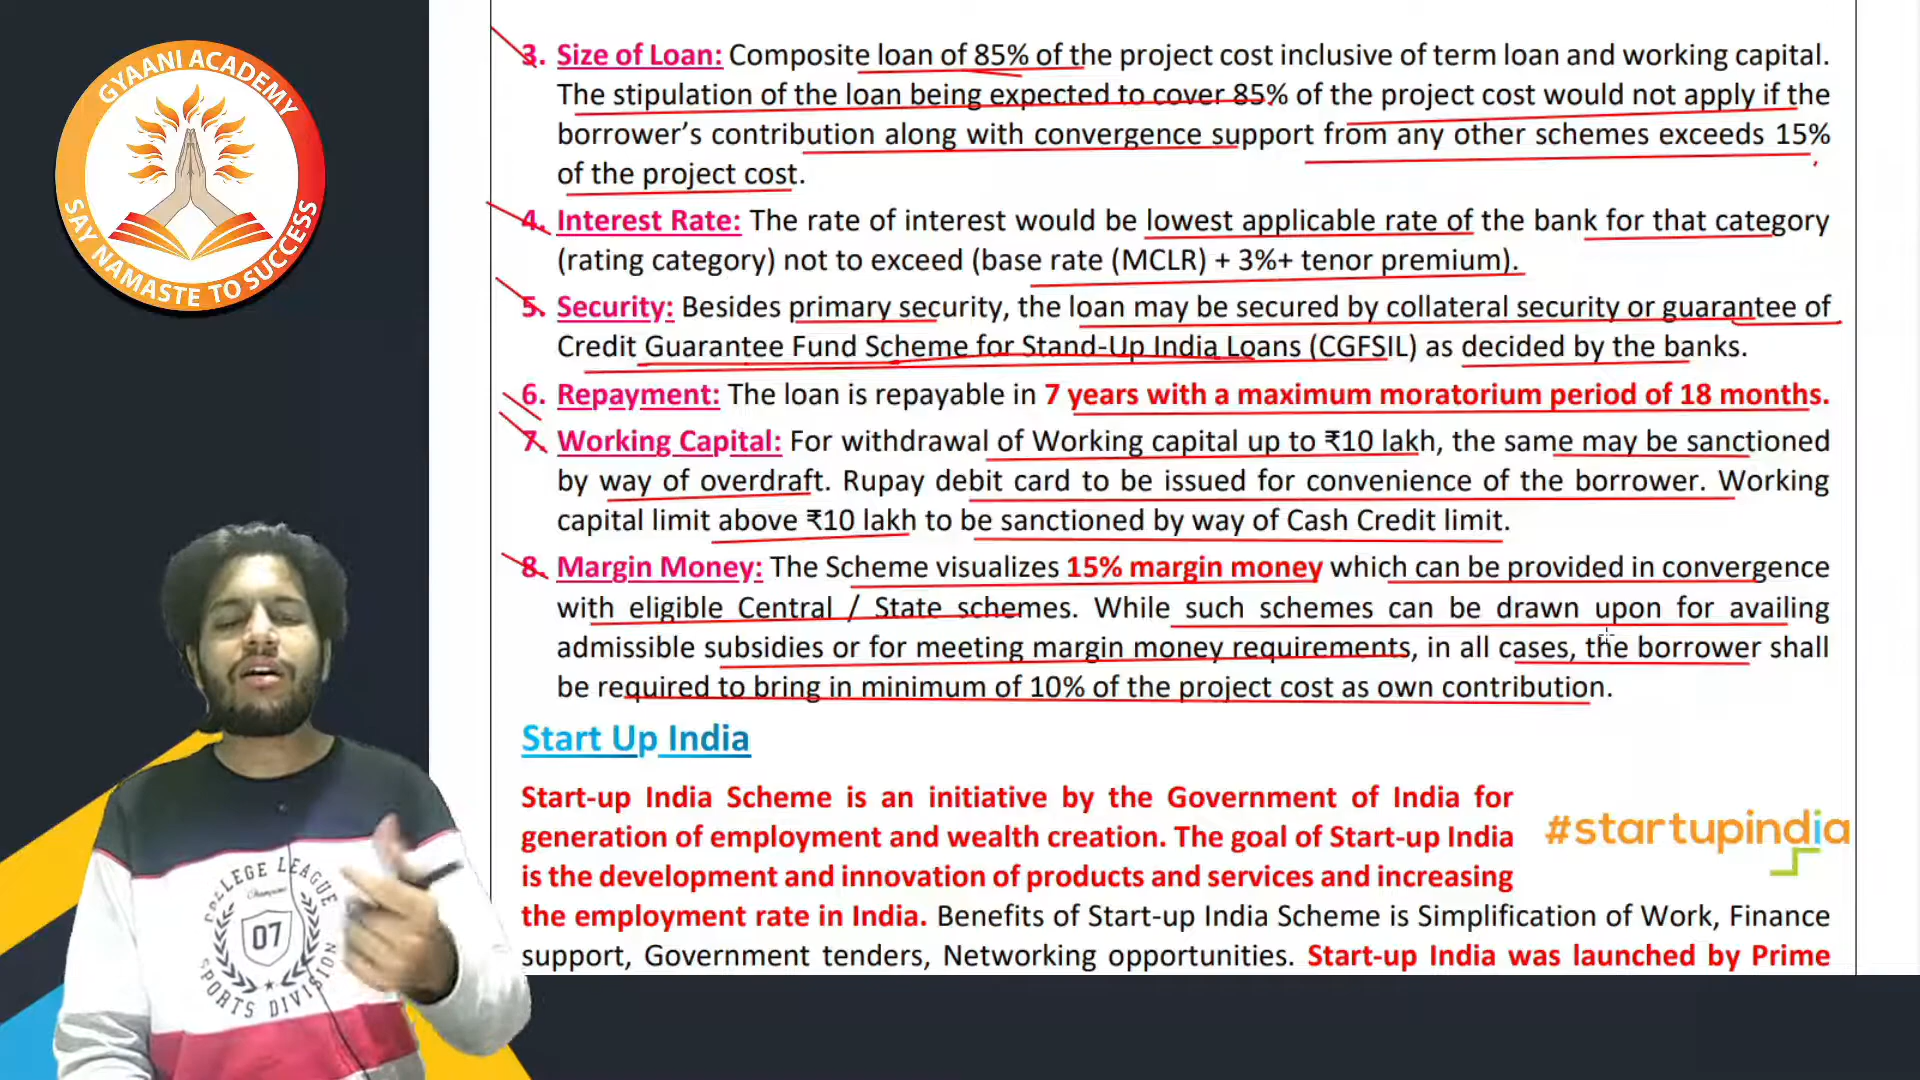 GYAANI ACADEMY
SAY NAMASTE TO SUCCESS
3. Size of Loan: Composite loan of 85% of the project cost inclusive of term loan and working capital.
The stipulation of the loan being expected to cover 85% of the project cost would not apply if the
borrower’s contribution along with convergence support from any other schemes exceeds 15%
of the project cost.
4. Interest Rate: The rate of interest would be lowest applicable rate of the bank for that category
(rating category) not to exceed (base rate (MCLR) + 3%+ tenor premium).
5. Security: Besides primary security, the loan may be secured by collateral security or guarantee of
Credit Guarantee Fund Scheme for Stand-Up India Loans (CGFSIL) as decided by the banks.
6. Repayment: The loan is repayable in 7 years with a maximum moratorium period of 18 months.
7. Working Capital: For withdrawal of Working capital up to ₹10 lakh, the same may be sanctioned
by way of overdraft. Rupay debit card to be issued for convenience of the borrower. Working
capital limit above ₹10 lakh to be sanctioned by way of Cash Credit limit.
8. Margin Money: The Scheme visualizes 15% margin money which can be provided in convergence
with eligible Central / State schemes. While such schemes can be drawn upon for availing
admissible subsidies or for meeting margin money requirements, in all cases, the borrower shall
be required to bring in minimum of 10% of the project cost as own contribution.
Start Up India
Start-up India Scheme is an initiative by the Government of India for
generation of employment and wealth creation. The goal of Start-up India
is the development and innovation of products and services and increasing
the employment rate in India. Benefits of Start-up India Scheme is Simplification of Work, Finance
support, Government tenders, Networking opportunities. Start-up India was launched by Prime
#startupindia
COLLEGE LEAGUE
Champion
07
SPORTS DIVISION